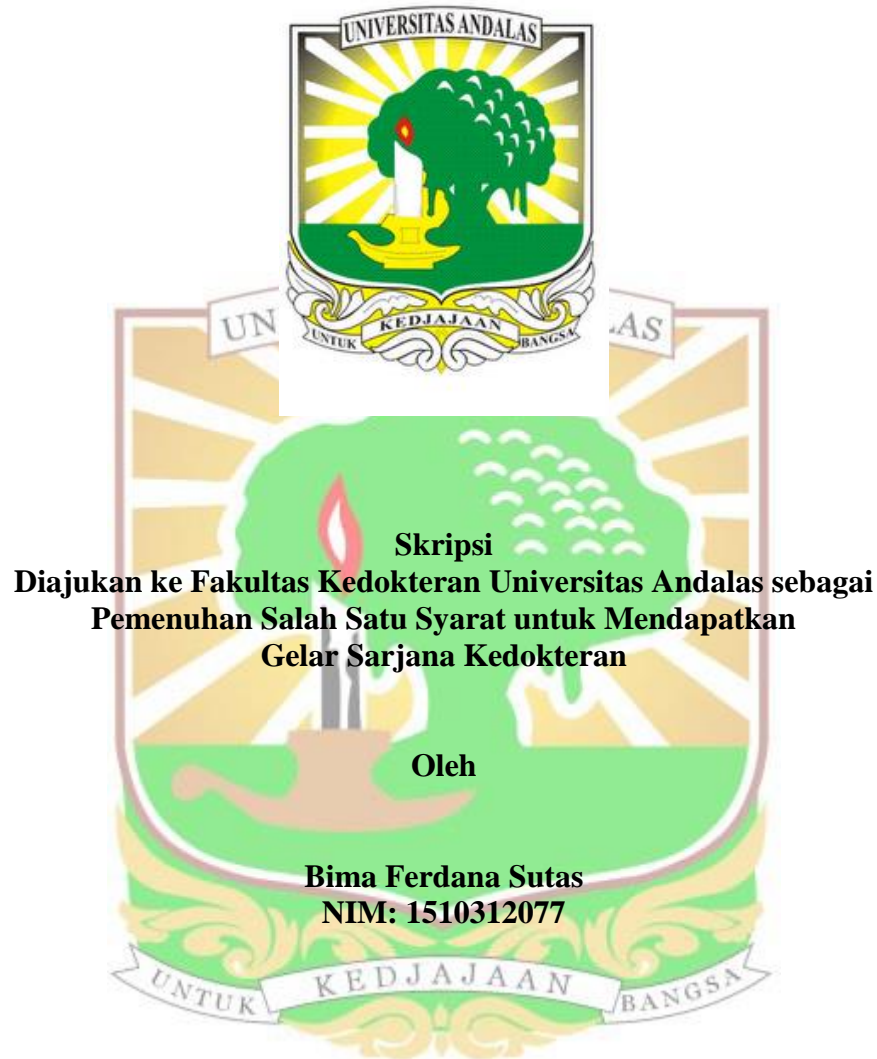 UNIVERSITAS ANDALAS
UNTUK KEDJAJAAN BANGSA
UN AS
Skripsi
Diajukan ke Fakultas Kedokteran Universitas Andalas sebagai
Pemenuhan Salah Satu Syarat untuk Mendapatkan
Gelar Sarjana Kedokteran
Oleh
Bima Ferdana Sutas
NIM: 1510312077
UNTUK KEDJAJAAN BANGSA